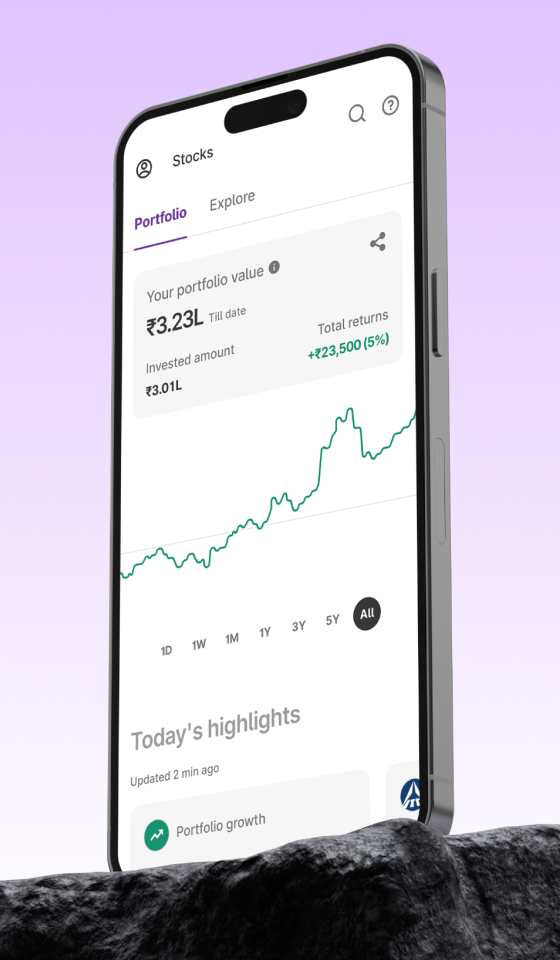 Stocks
Portfolio
Explore
Your portfolio value
₹3.23L Till date
Invested amount
₹3.01L
Total returns
+₹23,500 (5%)
1D 1W 1M 1Y 3Y 5Y All
Today's highlights
Updated 2 min ago
Portfolio growth